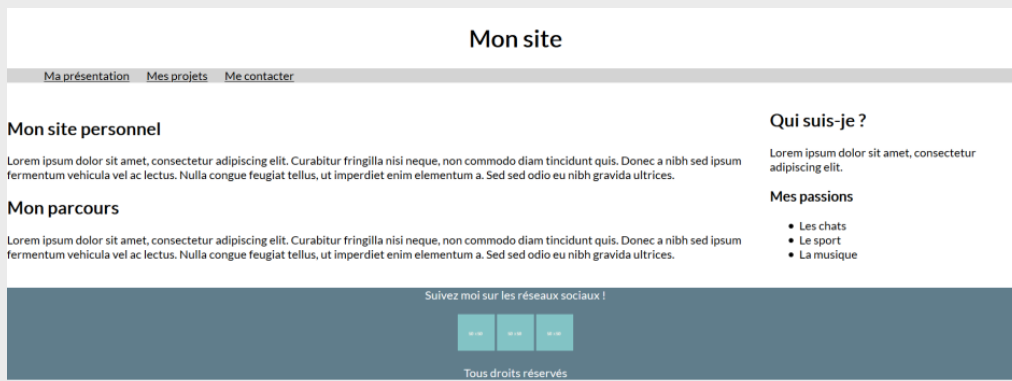 Mon site
Ma présentation Mes projets Me contacter
Mon site personnel
Lorem ipsum dolor sit amet, consectetur adipiscing elit. Curabitur fringilla nisi neque, non commodo diam tincidunt quis. Donec a nibh sed ipsum
fermentum vehicula vel ac lectus. Nulla congue feugiat tellus, ut imperdiet enim elementum a. Sed sed odio eu nibh gravida ultrices.
Mon parcours
Lorem ipsum dolor sit amet, consectetur adipiscing elit. Curabitur fringilla nisi neque, non commodo diam tincidunt quis. Donec a nibh sed ipsum
fermentum vehicula vel ac lectus. Nulla congue feugiat tellus, ut imperdiet enim elementum a. Sed sed odio eu nibh gravida ultrices.
Qui suis-je ?
Lorem ipsum dolor sit amet, consectetur
adipiscing elit.
Mes passions
Les chats
Le sport
La musique
Suivez moi sur les réseaux sociaux !
Tous droits réservés